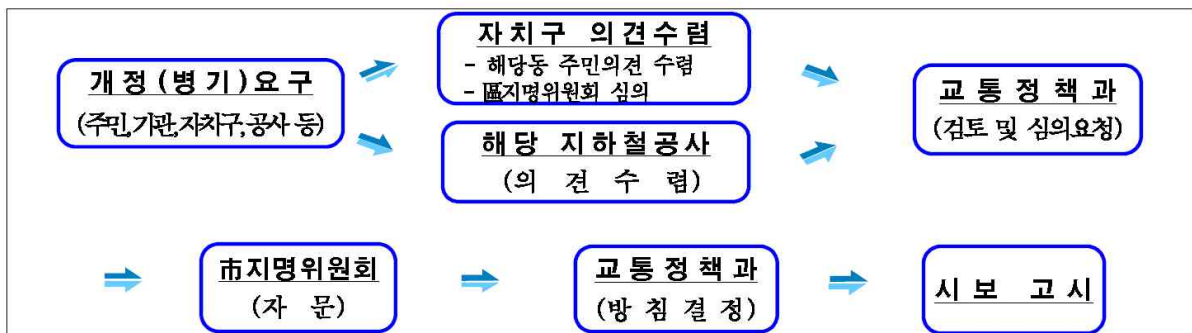 개정(병기)요구
(주민,기관,자치구,공사 등)
자치구 의견수렴
- 해당동 주민의견 수렴
- 區지명위원회 심의
해당 지하철공사
(의 견 수 렴)
교통정책과
(검토 및 심의요청)
市지명위원회
(자 문)
교통정책과
(방침결정)
시보 고시